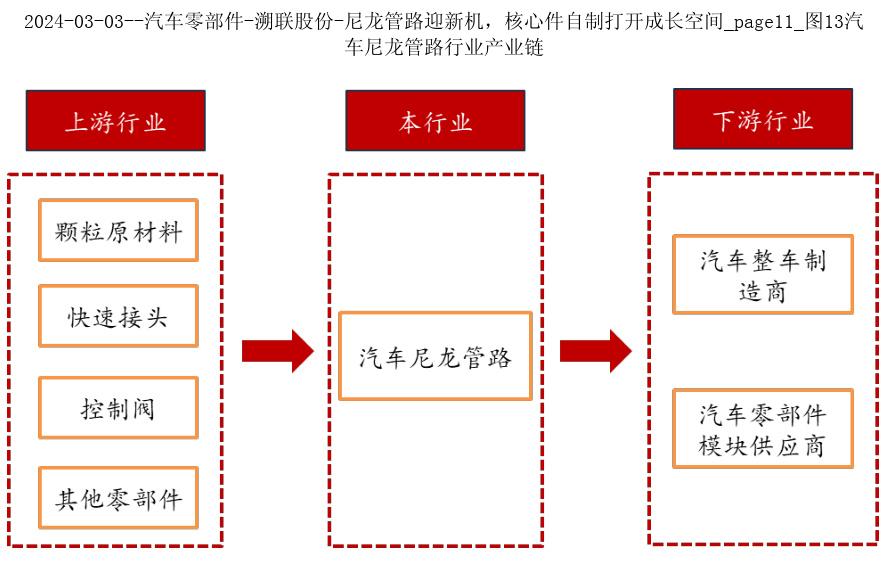 2024-03-03--汽车零部件-溯联股份-尼龙管路迎新机，核心件自制打开成长空间_page11_图13汽
车尼龙管路行业产业链
上游行业
本行业
下游行业
颗粒原材料
快速接头
控制阀
其他零部件
汽车尼龙管路
汽车整车制
造商
汽车零部件
模块供应商